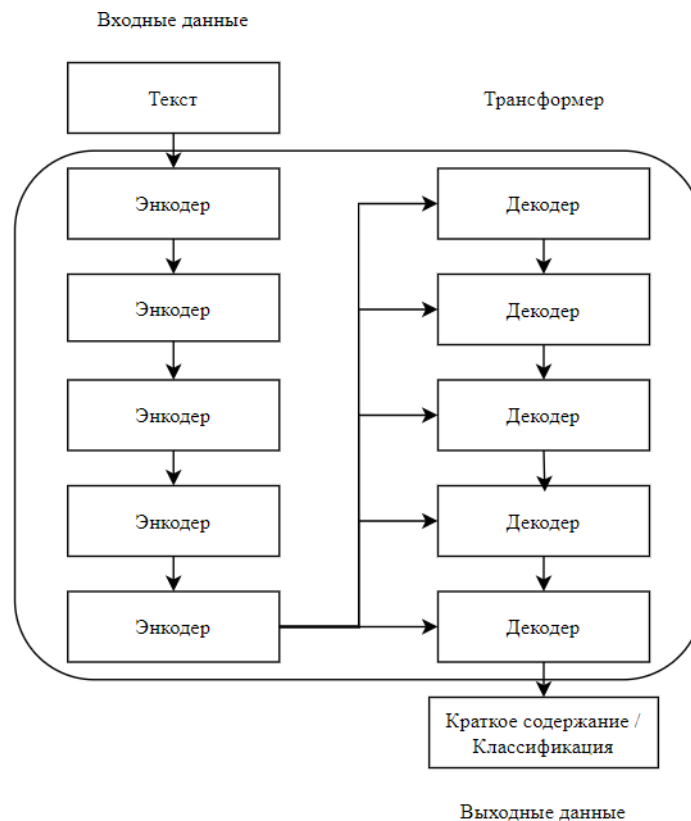 Входные данные
Текст
Трансформер
Энкодер
Декодер
Энкодер
Декодер
Энкодер
Декодер
Энкодер
Декодер
Энкодер
Декодер
Краткое содержание /
Классификация
Выходные данные